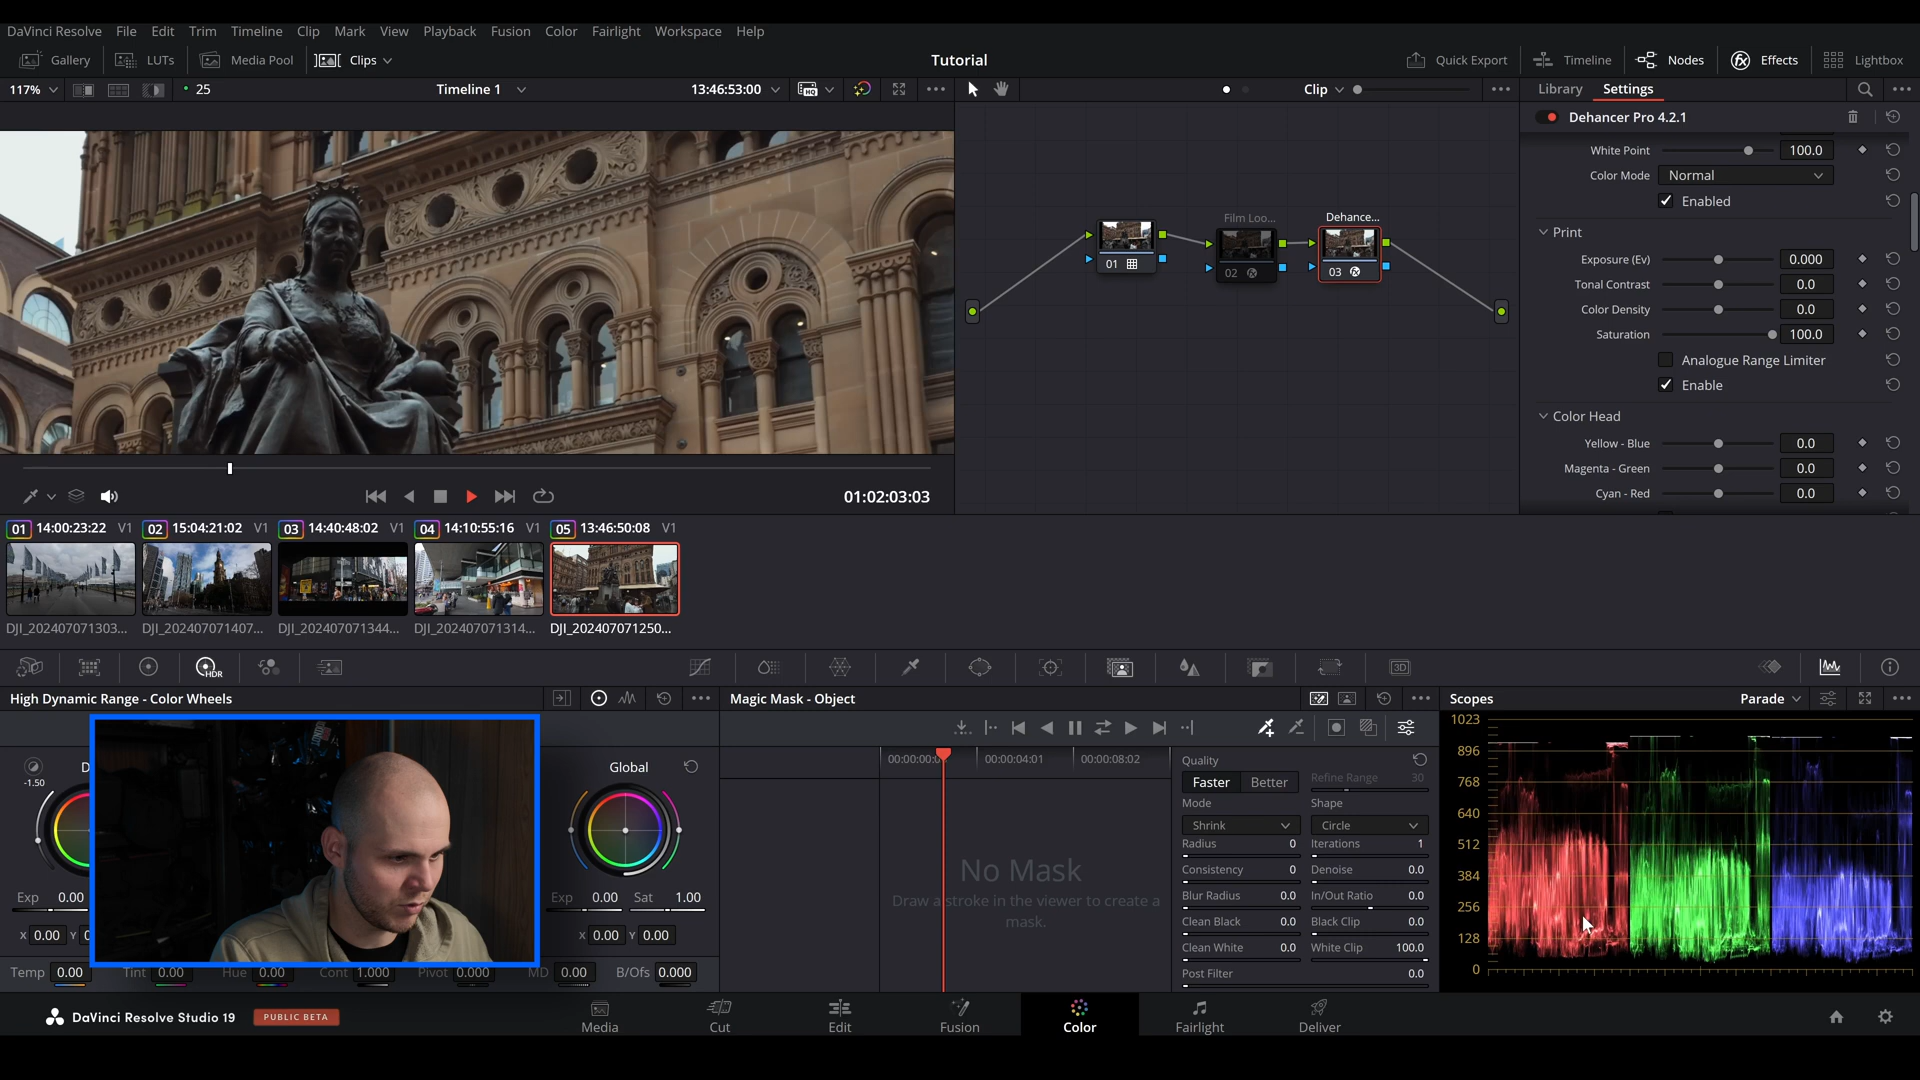 DaVinci Resolve File Edit Trim Timeline Clip Mark View Playback Fusion Color Fairlight Workspace Help
Gallery LUTs Media Pool Clips Tutorial Quick Export Timeline Nodes Effects Lightbox
117% 25 Timeline 1 13:46:53:00 Clip Library Settings
Dehancer Pro 4.2.1
White Point 100.0
Color Mode Normal
Enabled
Print
Exposure (Ev) 0.000
Tonal Contrast 0.0
Color Density 0.0
Saturation 100.0
Analogue Range Limiter
Enable
Color Head
Yellow - Blue 0.0
Magenta - Green 0.0
Cyan - Red 0.0
Film Loo... Dehance...
01 02 03
01:02:03:03
01 14:00:23:22 V1 02 15:04:21:02 V1 03 14:40:48:02 V1 04 14:10:55:16 V1 05 13:46:50:08 V1
DJI_202407071303... DJI_202407071407... DJI_202407071344... DJI_202407071314... DJI_202407071250...
HDR 3D
High Dynamic Range - Color Wheels Magic Mask - Object Scopes Parade
D
-1.50
Global
Exp 0.00 Exp 0.00 Sat 1.00
X 0.00 Y X 0.00 Y 0.00
Temp 0.00 Tint 0.00 Hue 0.00 Cont 1.000 Pivot 0.000 MD 0.00 B/Ofs 0.000
00:00:00:0 00:00:04:01 00:00:08:02
No Mask
Draw a stroke in the viewer to create a
mask.
Quality
Faster Better Refine Range 30
Mode Shape
Shrink Circle
Radius 0 Iterations 1
Consistency 0 Denoise 0.0
Blur Radius 0.0 In/Out Ratio 0.0
Clean Black 0.0 Black Clip 0.0
Clean White 0.0 White Clip 100.0
Post Filter 0.0
1023
896
768
640
512
384
256
128
0
DaVinci Resolve Studio 19 PUBLIC BETA
Media Cut Edit Fusion Color Fairlight Deliver